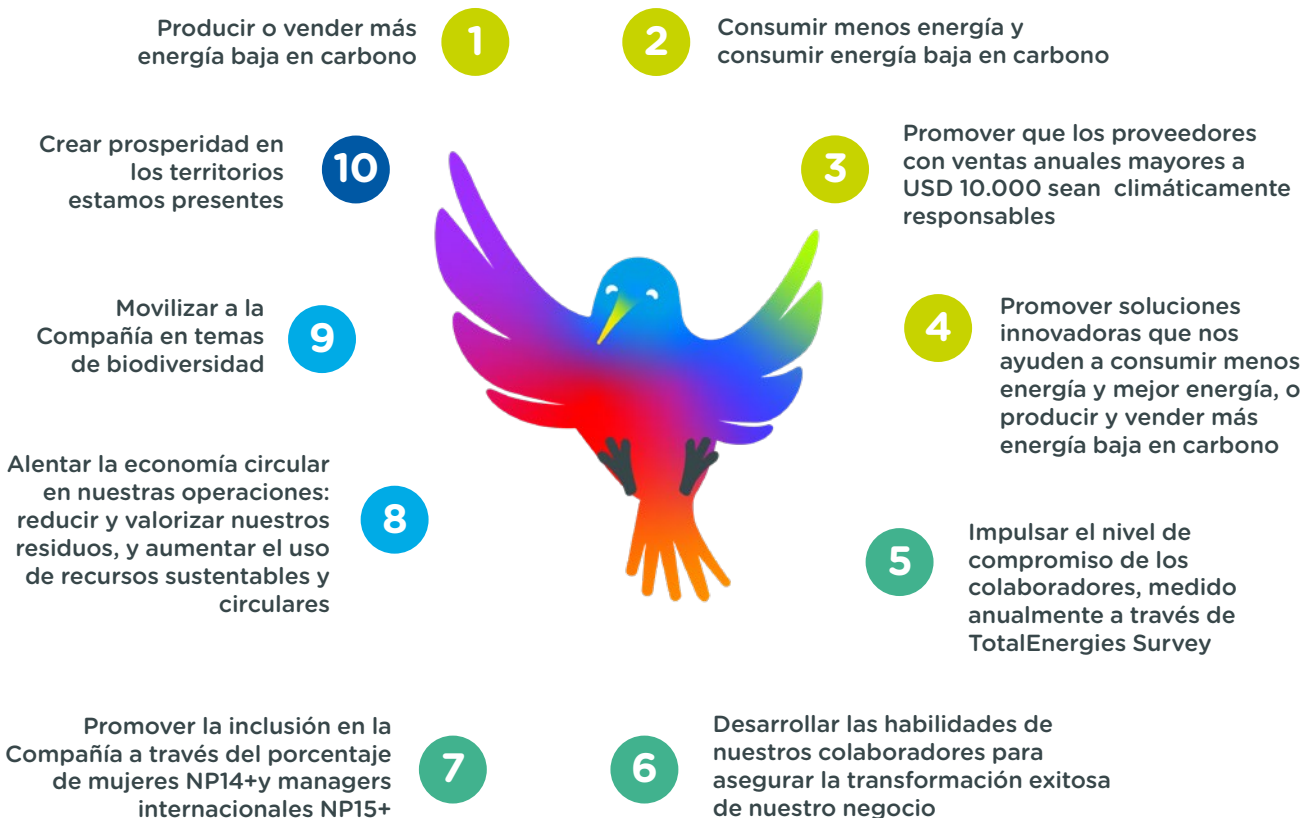 1
Producir o vender más
energía baja en carbono
2
Consumir menos energía y
consumir energía baja en carbono
3
Promover que los proveedores
con ventas anuales mayores a
USD 10.000 sean climáticamente
responsables
4
Promover soluciones
innovadoras que nos
ayuden a consumir menos
energía y mejor energía, o
producir y vender más
energía baja en carbono
5
Impulsar el nivel de
compromiso de los
colaboradores, medido
anualmente a través de
TotalEnergies Survey
6
Desarrollar las habilidades de
nuestros colaboradores para
asegurar la transformación exitosa
de nuestro negocio
7
Promover la inclusión en la
Compañía a través del porcentaje
de mujeres NP14+y managers
internacionales NP15+
8
Alentar la economía circular
en nuestras operaciones:
reducir y valorizar nuestros
residuos, y aumentar el uso
de recursos sustentables y
circulares
9
Movilizar a la
Compañía en temas
de biodiversidad
10
Crear prosperidad en
los territorios
estamos presentes